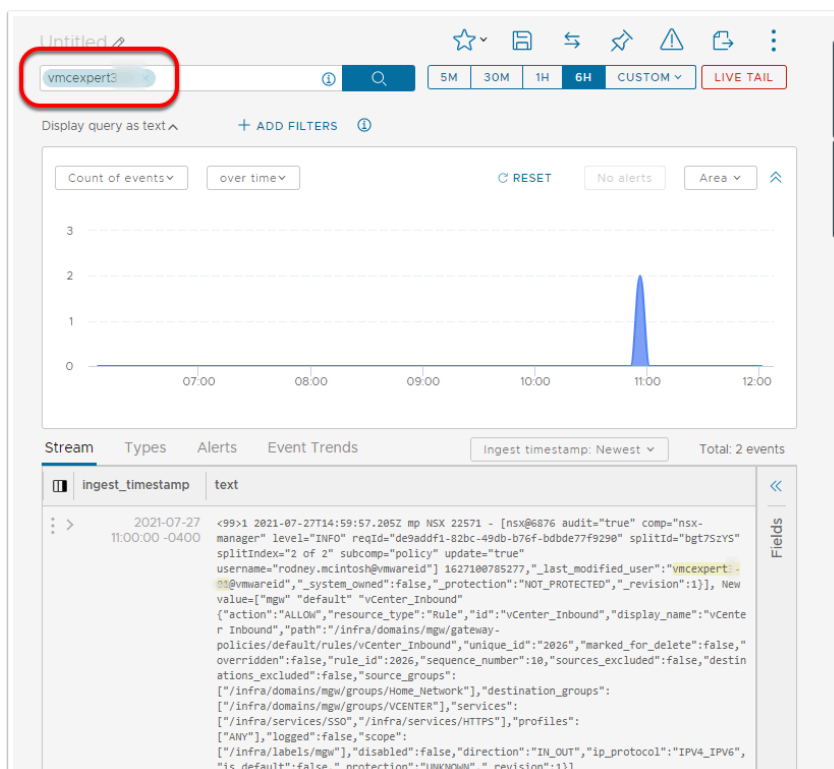 Untitled
vmcexpert3
5M 30M 1H 6H CUSTOM LIVE TAIL
Display query as text + ADD FILTERS
Count of events over time RESET No alerts Area
3
2
1
0
07:00 08:00 09:00 10:00 11:00 12:00
Stream Types Alerts Event Trends Ingest timestamp: Newest Total: 2 events
ingest_timestamp text
Fields
2021-07-27
11:00:00 -0400
<99>1 2021-07-27T14:59:57.205Z mp NSX 22571 - [nsx@6876 audit="true" comp="nsx-
manager" level="INFO" reqId="de9addf1-82bc-49db-b76f-bdbde77f9290" splitId="bgt7SzYS"
splitIndex="2 of 2" subcomp="policy" update="true"
username="rodney.mcintosh@vmwareid"] 1627100785277,"_last_modified_user":"vmcexpert3-
@vmwareid","_system_owned":false,"_protection":"NOT_PROTECTED","_revision":1}], New
value=["mgw" "default" "vCenter_Inbound"
{"action":"ALLOW","resource_type":"Rule","id":"vCenter_Inbound","display_name":"vCente
r Inbound","path":"/infra/domains/mgw/gateway-
policies/default/rules/vCenter_Inbound","unique_id":"2026","marked_for_delete":false,"
overridden":false,"rule_id":2026,"sequence_number":10,"sources_excluded":false,"destin
ations_excluded":false,"source_groups":
["/infra/domains/mgw/groups/Home_Network"],"destination_groups":
["/infra/domains/mgw/groups/VCENTER"],"services":
["/infra/services/SSO","/infra/services/HTTPS"],"profiles":
["ANY"],"logged":false,"scope":
["/infra/labels/mgw"],"disabled":false,"direction":"IN_OUT","ip_protocol":"IPV4_IPV6",
"is_default":false,"_protection":"UNKNOWN","_revision":1}]